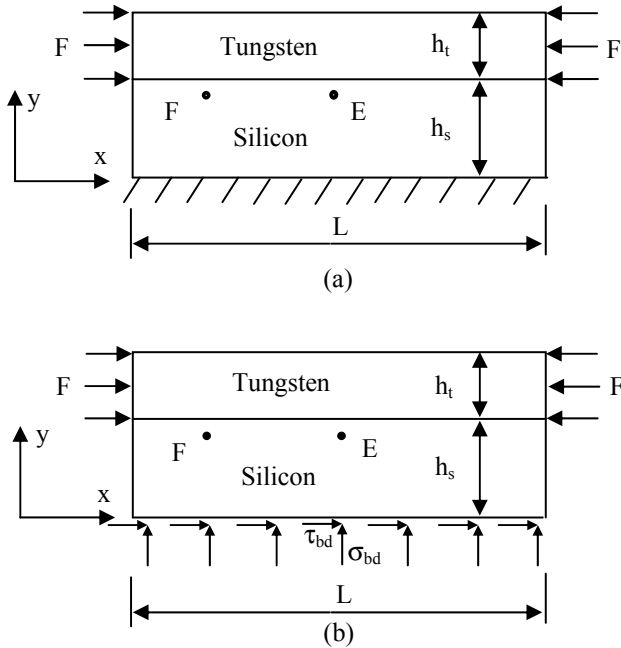 F Tungsten h_t F
y F E h_s
x Silicon
L
(a)
F Tungsten h_t F
y F E h_s
x Silicon
τ_bd σ_bd
L
(b)